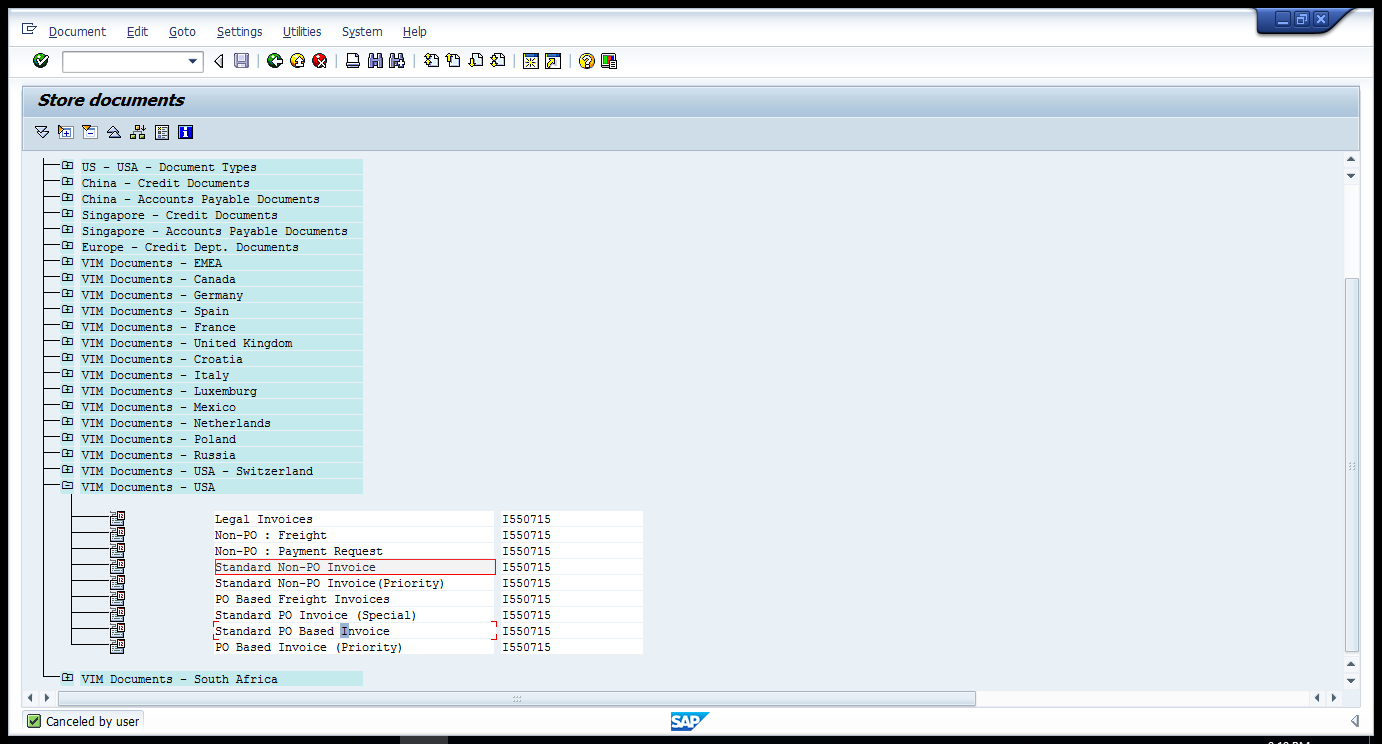 Document Edit Goto Settings Utilities System Help
Store documents
US - USA - Document Types
China - Credit Documents
China - Accounts Payable Documents
Singapore - Credit Documents
Singapore - Accounts Payable Documents
Europe - Credit Dept. Documents
VIM Documents - EMEA
VIM Documents - Canada
VIM Documents - Germany
VIM Documents - Spain
VIM Documents - France
VIM Documents - United Kingdom
VIM Documents - Croatia
VIM Documents - Italy
VIM Documents - Luxemburg
VIM Documents - Mexico
VIM Documents - Netherlands
VIM Documents - Poland
VIM Documents - Russia
VIM Documents - USA - Switzerland
VIM Documents - USA
Legal Invoices I550715
Non-PO : Freight I550715
Non-PO : Payment Request I550715
Standard Non-PO Invoice I550715
Standard Non-PO Invoice(Priority) I550715
PO Based Freight Invoices I550715
Standard PO Invoice (Special) I550715
Standard PO Based Invoice I550715
PO Based Invoice (Priority) I550715
VIM Documents - South Africa
Canceled by user SAP